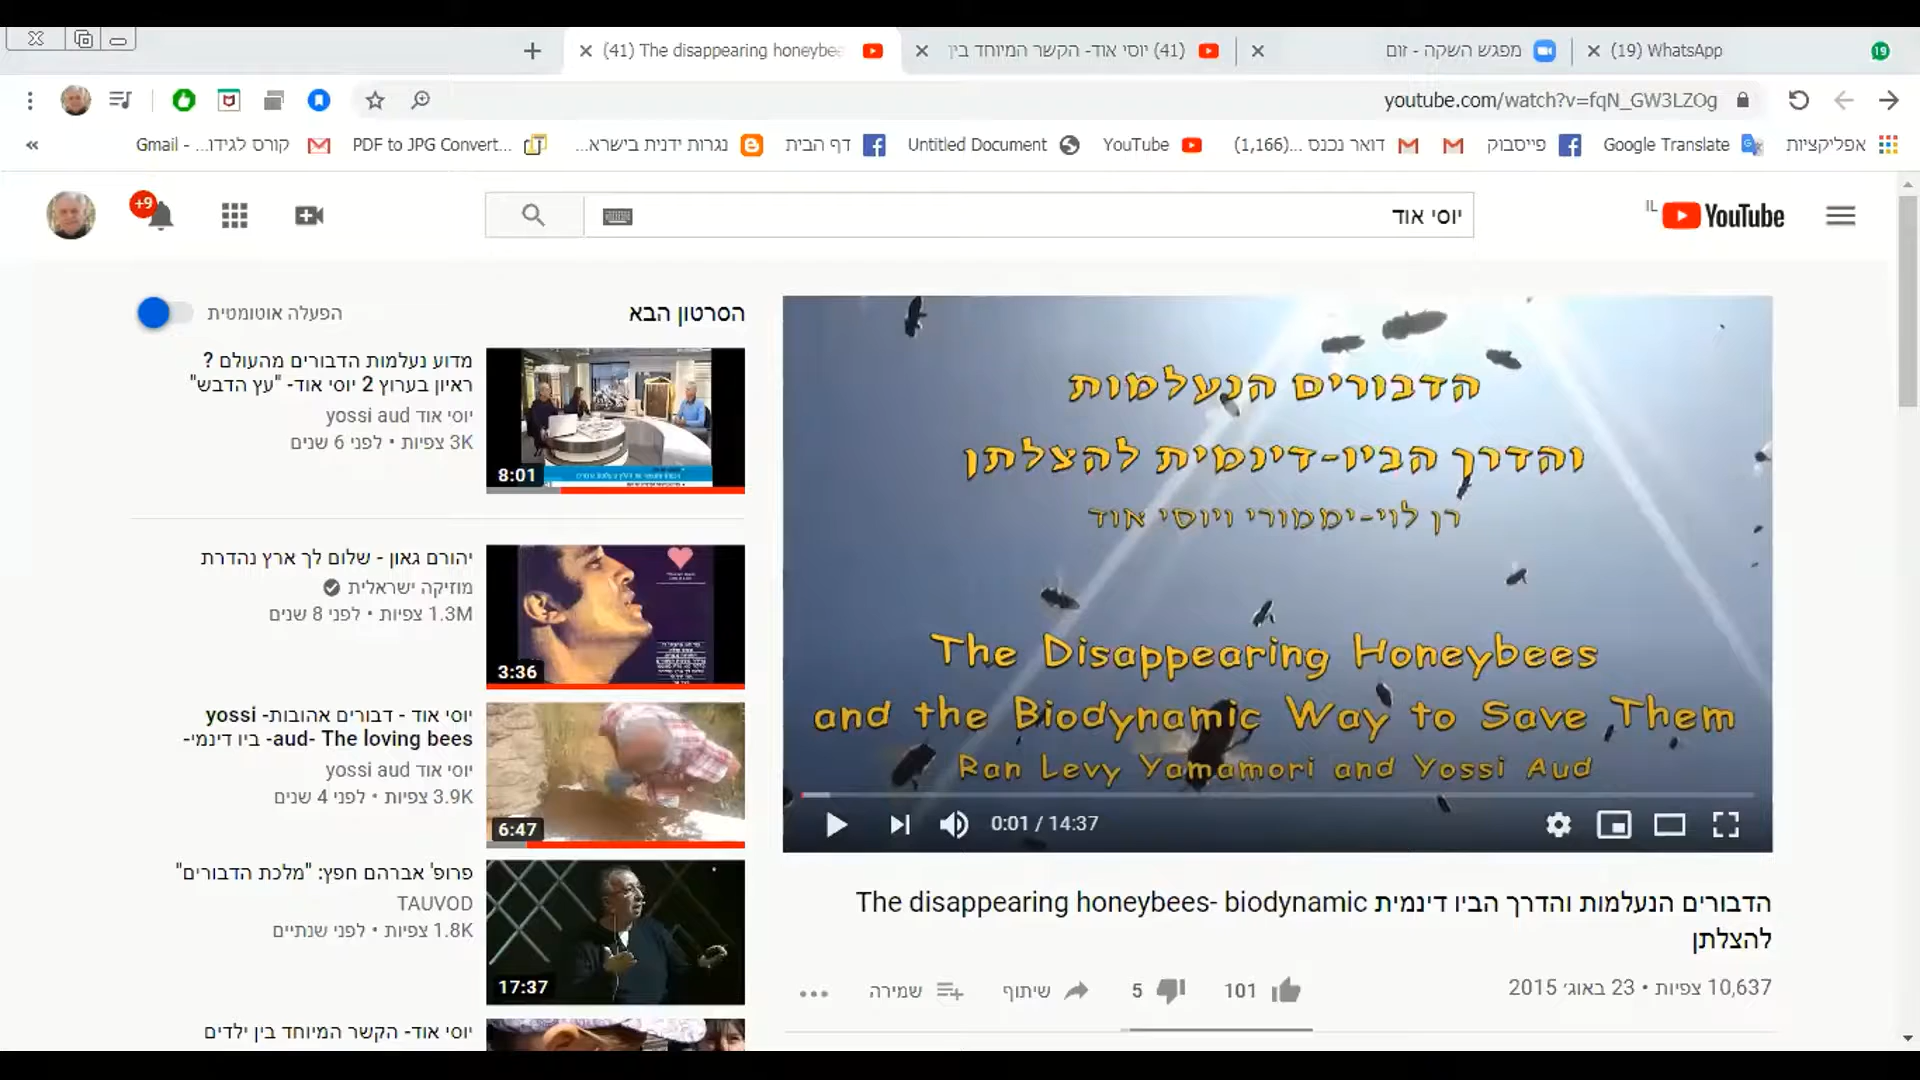 (41) The disappearing honeybee
(41) יוסי אוד- הקשר המיוחד בין
מפגש השקה - זום
(19) WhatsApp
19
youtube.com/watch?v=fqN_GW3LZOg
אפליקציות
Google Translate
פייסבוק
דואר נכנס...(1,166)
YouTube
Untitled Document
דף הבית
נגרות ידנית בישרא...
PDF to JPG Convert...
קורס לגידו... - Gmail
+9
יוסי אוד
YouTube IL
הדבורים הנעלמות
והדרך הביו-דינמית להצלתן
רן לוי-יממורי ויוסי אוד
The Disappearing Honeybees
and the Biodynamic Way to Save Them
Ran Levy Yamamori and Yossi Aud
0:01 / 14:37
הדבורים הנעלמות והדרך הביו דינמית The disappearing honeybees- biodynamic
להצלתן
10,637 צפיות • 23 באוג׳ 2015
101
5
שיתוף
שמירה
הסרטון הבא
הפעלה אוטומטית
מדוע נעלמות הדבורים מהעולם ?
ראיון בערוץ 2 יוסי אוד- "עץ הדבש"
יוסי אוד yossi aud
3K צפיות • לפני 6 שנים
8:01
יהורם גאון - שלום לך ארץ נהדרת
מוזיקה ישראלית
1.3M צפיות • לפני 8 שנים
3:36
יוסי אוד - דבורים אהובות- yossi
aud- The loving bees- ביו דינמי-
יוסי אוד yossi aud
3.9K צפיות • לפני 4 שנים
6:47
פרופ' אברהם חפץ: "מלכת הדבורים"
TAUVOD
1.8K צפיות • לפני שנתיים
17:37
יוסי אוד- הקשר המיוחד בין ילדים